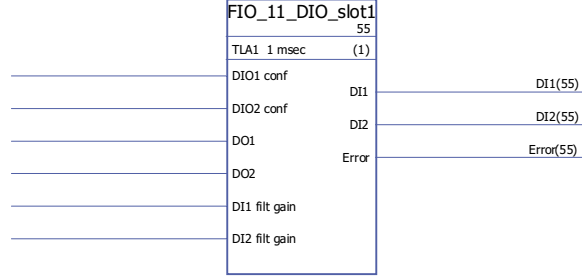 FIO_11_DIO_slot1
55
TLA1 1 msec (1)
DIO1 conf
DI1 DI1(55)
DIO2 conf
DI2 DI2(55)
DO1
Error Error(55)
DO2
DI1 filt gain
DI2 filt gain